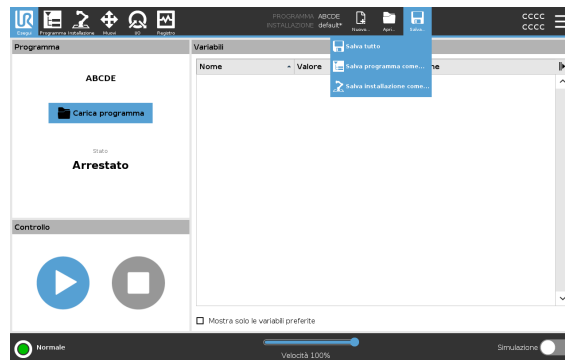 UR
Esegui
Programma
Installazione
Muovi
I/O
Registro
PROGRAMMA ABCDE
INSTALLAZIONE default*
Nuovo...
Apri...
Salva...
CCCC
CCCC
Programma
Variabili
Salva tutto
Salva programma come...
Salva installazione come...
Nome
Valore
ne
ABCDE
Carica programma
Stato
Arrestato
Controllo
Mostra solo le variabili preferite
Normale
Velocità 100%
Simulazione